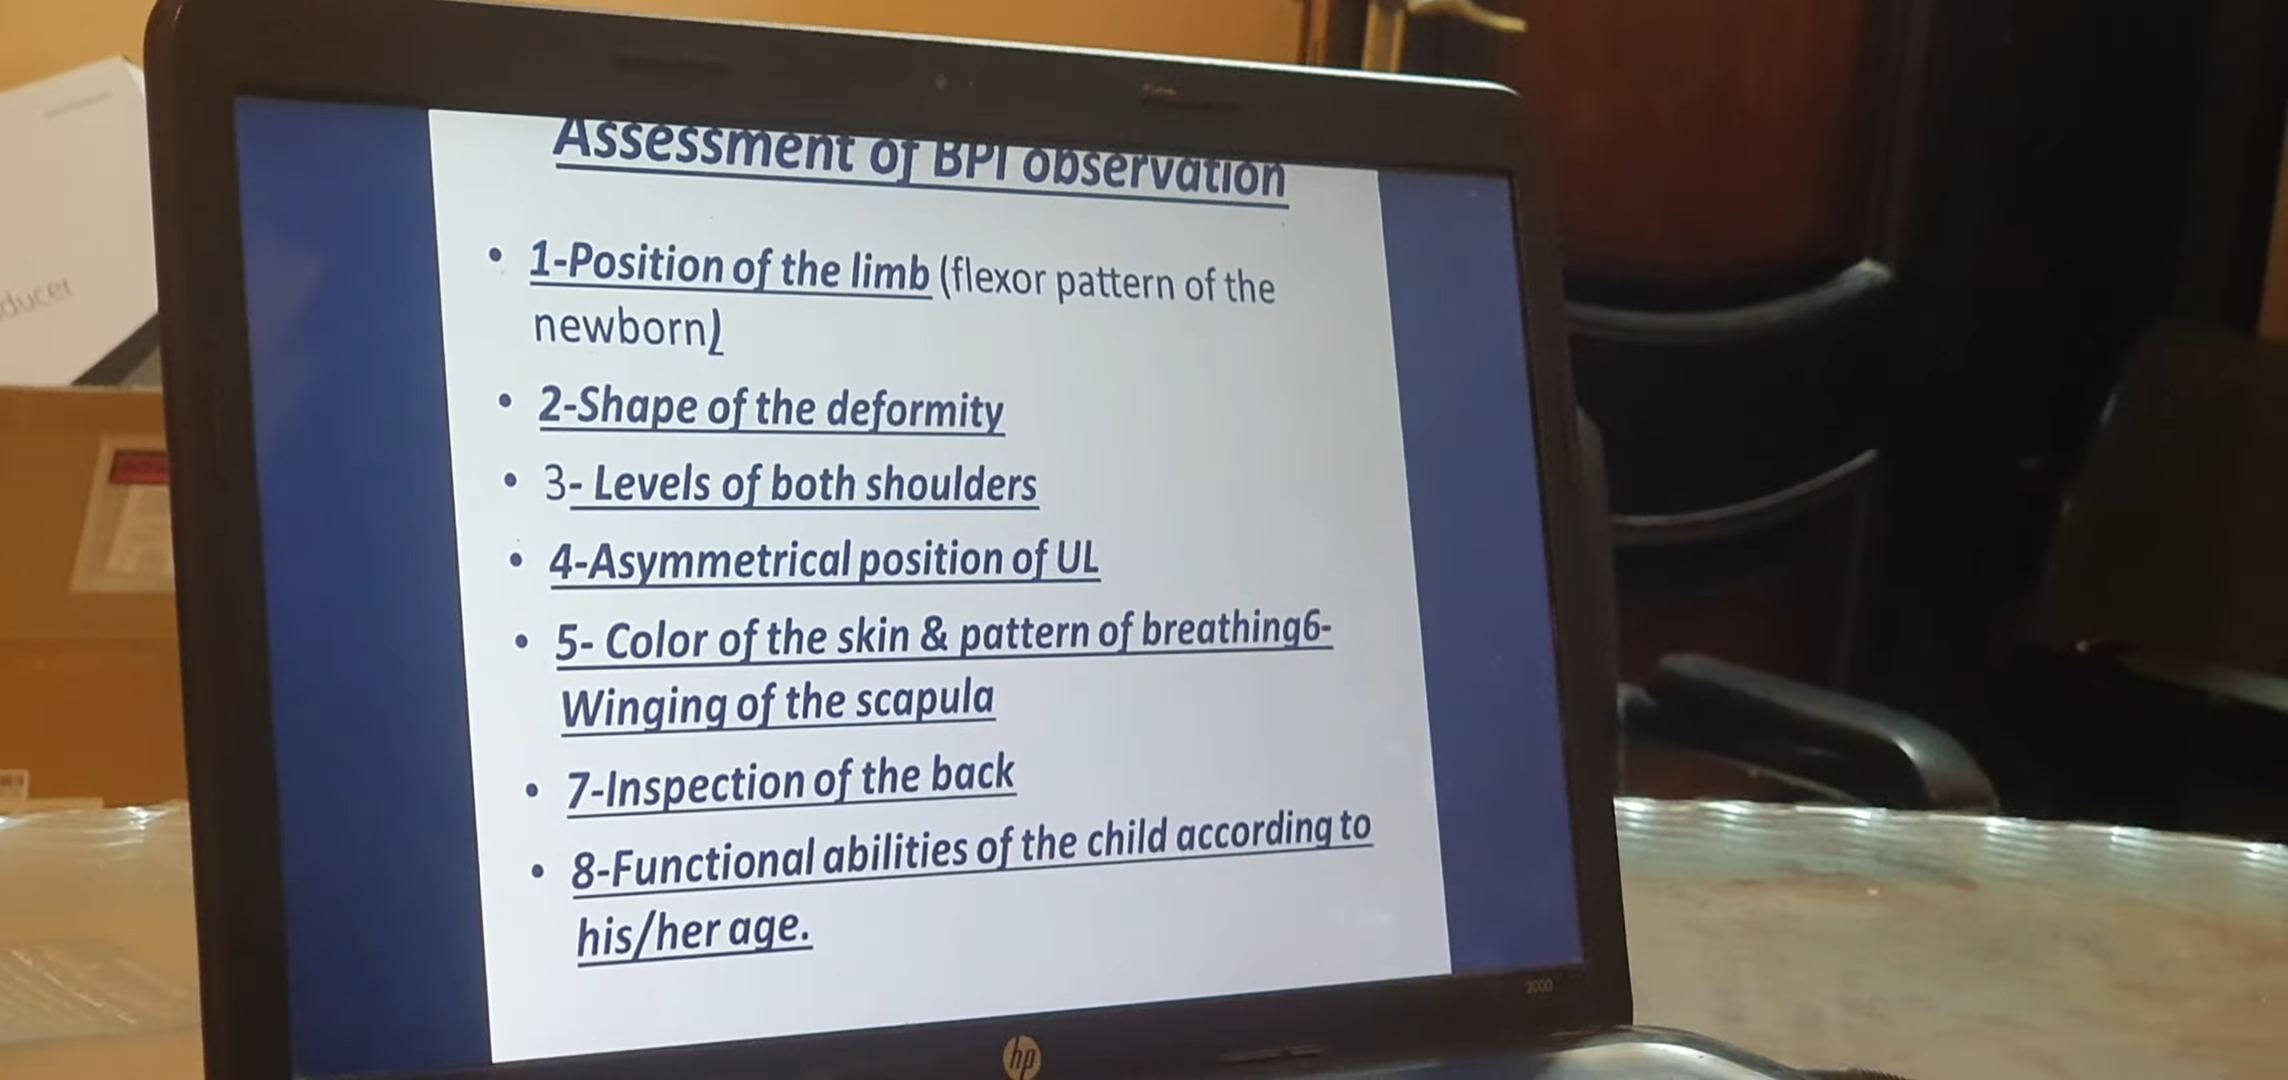 Assessment of BPI observation
• 1-Position of the limb (flexor pattern of the
newborn)
• 2-Shape of the deformity
• 3- Levels of both shoulders
• 4-Asymmetrical position of UL
• 5- Color of the skin & pattern of breathing6-
Winging of the scapula
• 7-Inspection of the back
• 8-Functional abilities of the child according to
his/her age.
2000
hp
ducer